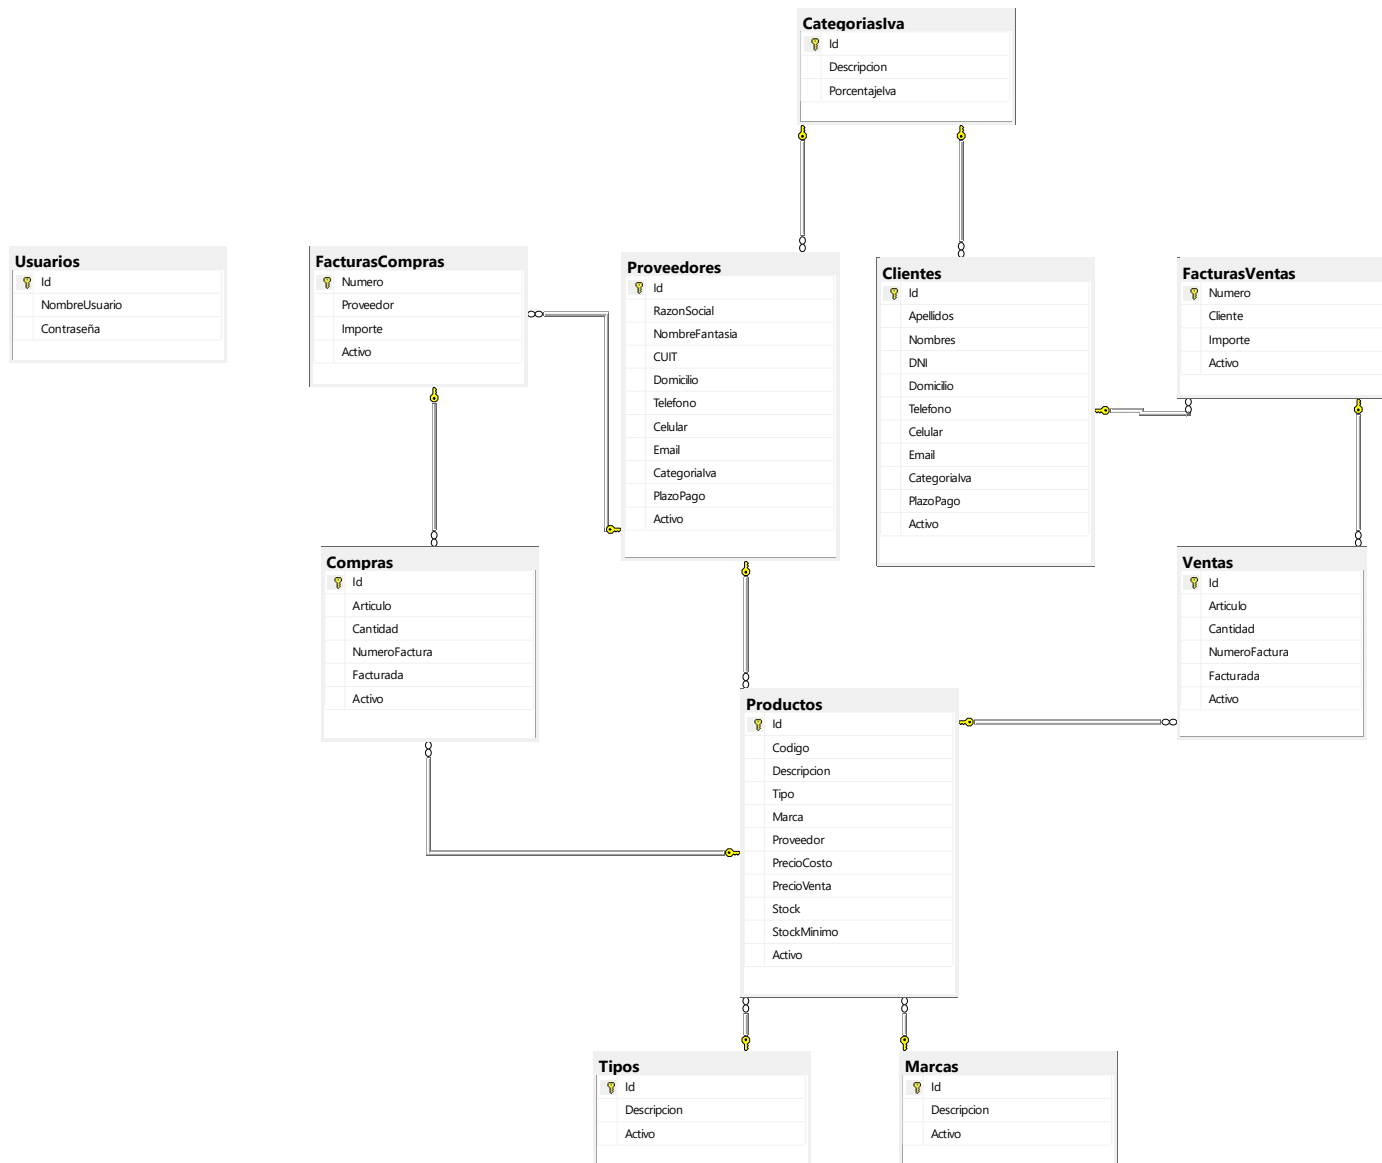 CategoriasIva
Id
Descripcion
PorcentajeIva
Usuarios
Id
NombreUsuario
Contraseña
FacturasCompras
Numero
Proveedor
Importe
Activo
Proveedores
Id
RazonSocial
NombreFantasia
CUIT
Domicilio
Telefono
Celular
Email
CategoriaIva
PlazoPago
Activo
Clientes
Id
Apellidos
Nombres
DNI
Domicilio
Telefono
Celular
Email
CategoriaIva
PlazoPago
Activo
FacturasVentas
Numero
Cliente
Importe
Activo
Compras
Id
Articulo
Cantidad
NumeroFactura
Facturada
Activo
Ventas
Id
Articulo
Cantidad
NumeroFactura
Facturada
Activo
Productos
Id
Codigo
Descripcion
Tipo
Marca
Proveedor
PrecioCosto
PrecioVenta
Stock
StockMinimo
Activo
Tipos
Id
Descripcion
Activo
Marcas
Id
Descripcion
Activo